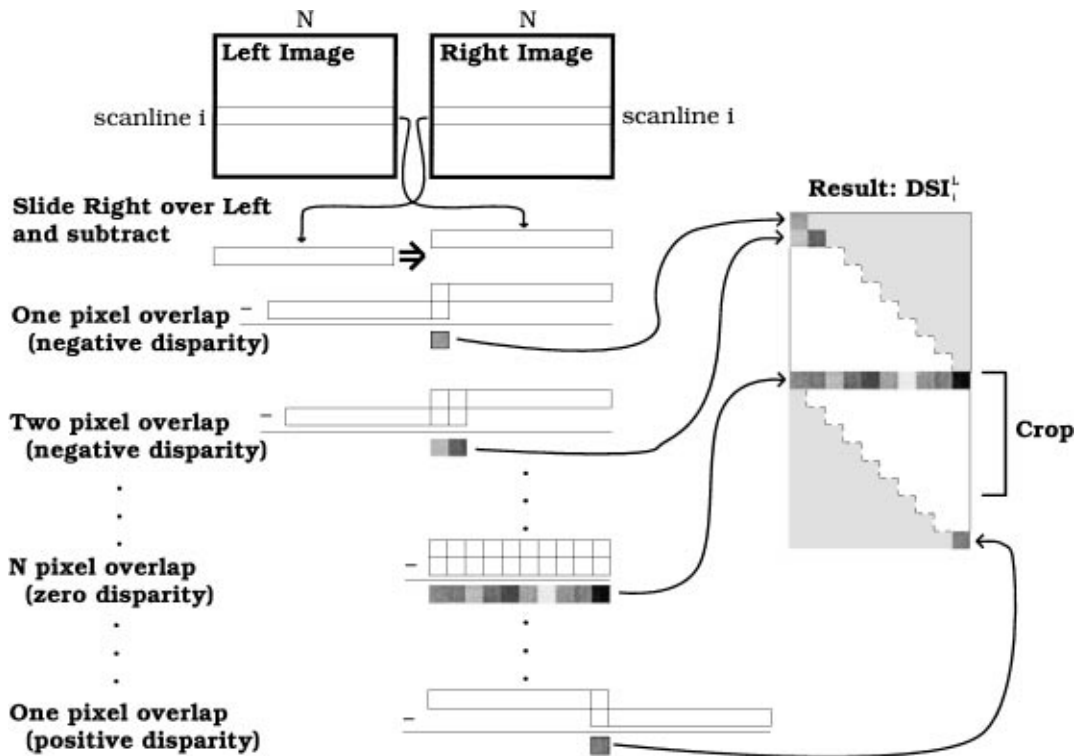 N
N
Left Image
Right Image
scanline i
scanline i
Result: DSI_i^L
Slide Right over Left
and subtract
One pixel overlap
(negative disparity)
Two pixel overlap
(negative disparity)
Crop
N pixel overlap
(zero disparity)
One pixel overlap
(positive disparity)